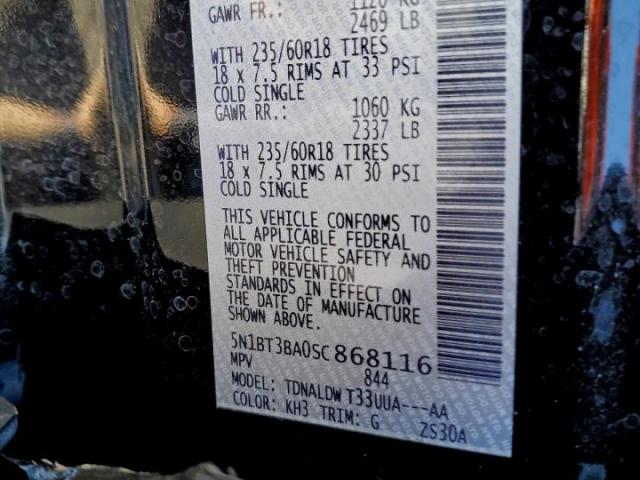 GAWR FR.: 1120 KG
2469 LB
WITH 235/60R18 TIRES
18 x 7.5 RIMS AT 33 PSI
COLD SINGLE
GAWR RR.: 1060 KG
2337 LB
WITH 235/60R18 TIRES
18 x 7.5 RIMS AT 30 PSI
COLD SINGLE
THIS VEHICLE CONFORMS TO
ALL APPLICABLE FEDERAL
MOTOR VEHICLE SAFETY AND
THEFT PREVENTION
STANDARDS IN EFFECT ON
THE DATE OF MANUFACTURE
SHOWN ABOVE.
5N1BT3BA0SC868116
MPV 844
MODEL: TDNALDW T33UUA---AA
COLOR: KH3 TRIM: G 2S30A